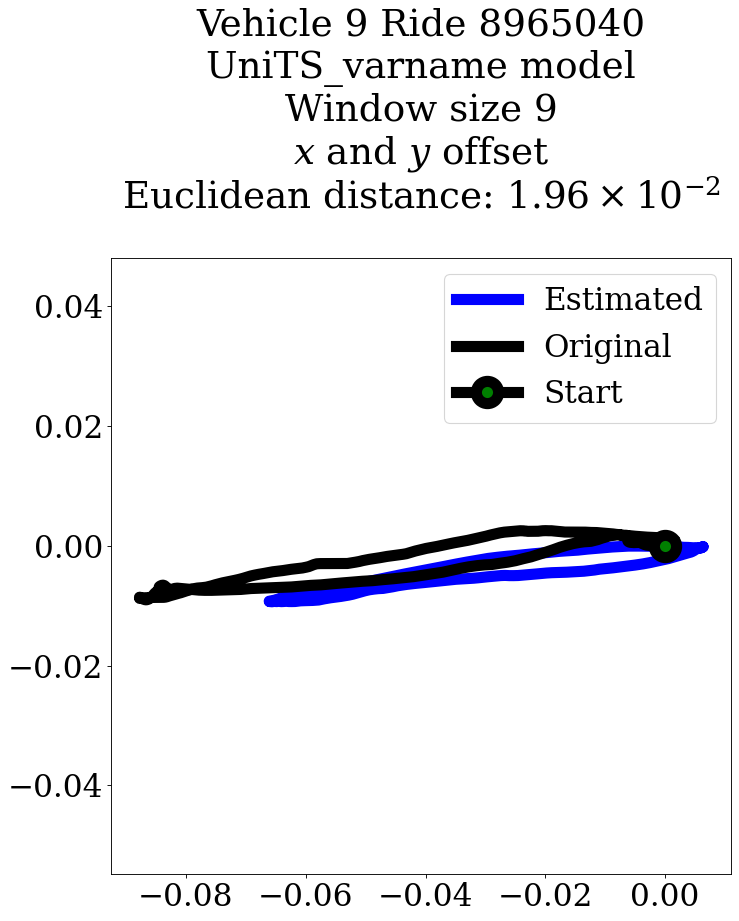 Vehicle 9 Ride 8965040
UniTS_varname model
Window size 9
x and y offset
Euclidean distance: 1.96 × 10⁻²
Estimated
Original
Start
0.04
0.02
0.00
−0.02
−0.04
−0.08 −0.06 −0.04 −0.02 0.00